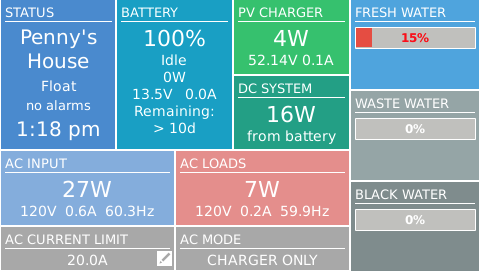 STATUS
Penny's
House
Float
no alarms
1:18 pm
BATTERY
100%
Idle
0W
13.5V 0.0A
Remaining:
> 10d
PV CHARGER
4W
52.14V 0.1A
DC SYSTEM
16W
from battery
FRESH WATER
15%
WASTE WATER
0%
BLACK WATER
0%
AC INPUT
27W
120V 0.6A 60.3Hz
AC LOADS
7W
120V 0.2A 59.9Hz
AC CURRENT LIMIT
20.0A
AC MODE
CHARGER ONLY